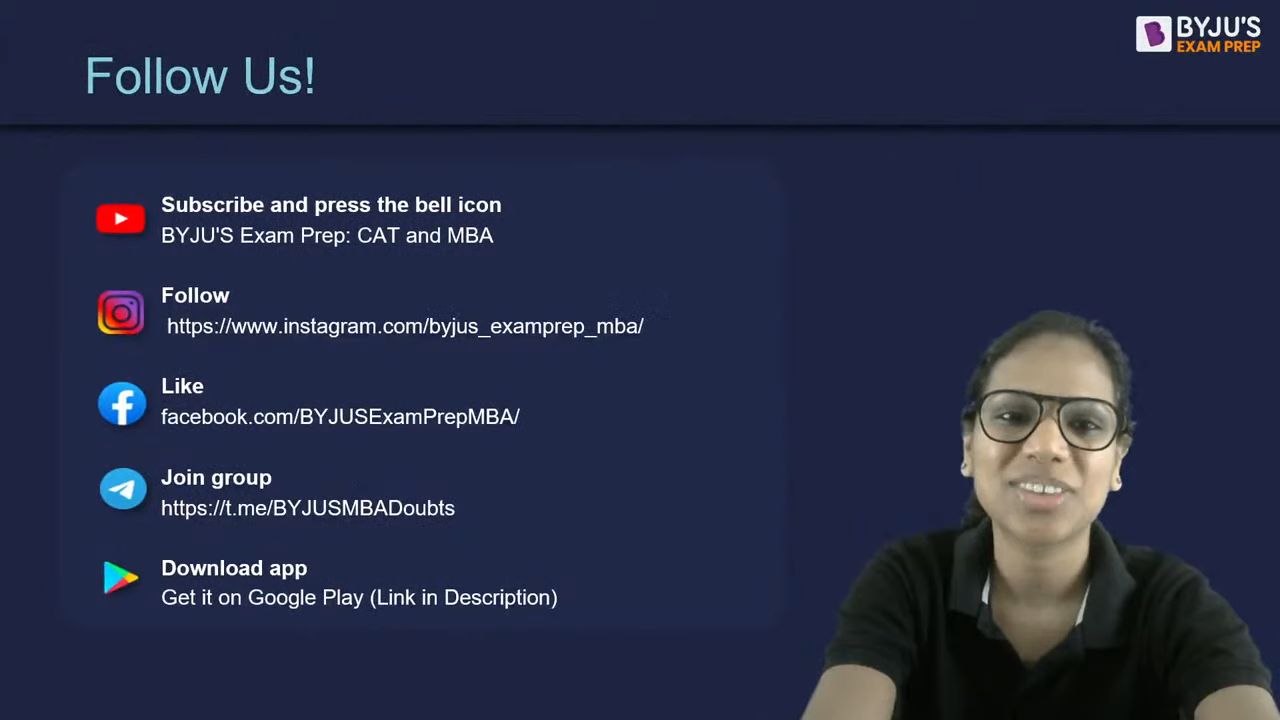 BYJU'S
EXAM PREP
Follow Us!
Subscribe and press the bell icon
BYJU'S Exam Prep: CAT and MBA
Follow
https://www.instagram.com/byjus_examprep_mba/
Like
facebook.com/BYJUSExamPrepMBA/
Join group
https://t.me/BYJUSMBADoubts
Download app
Get it on Google Play (Link in Description)